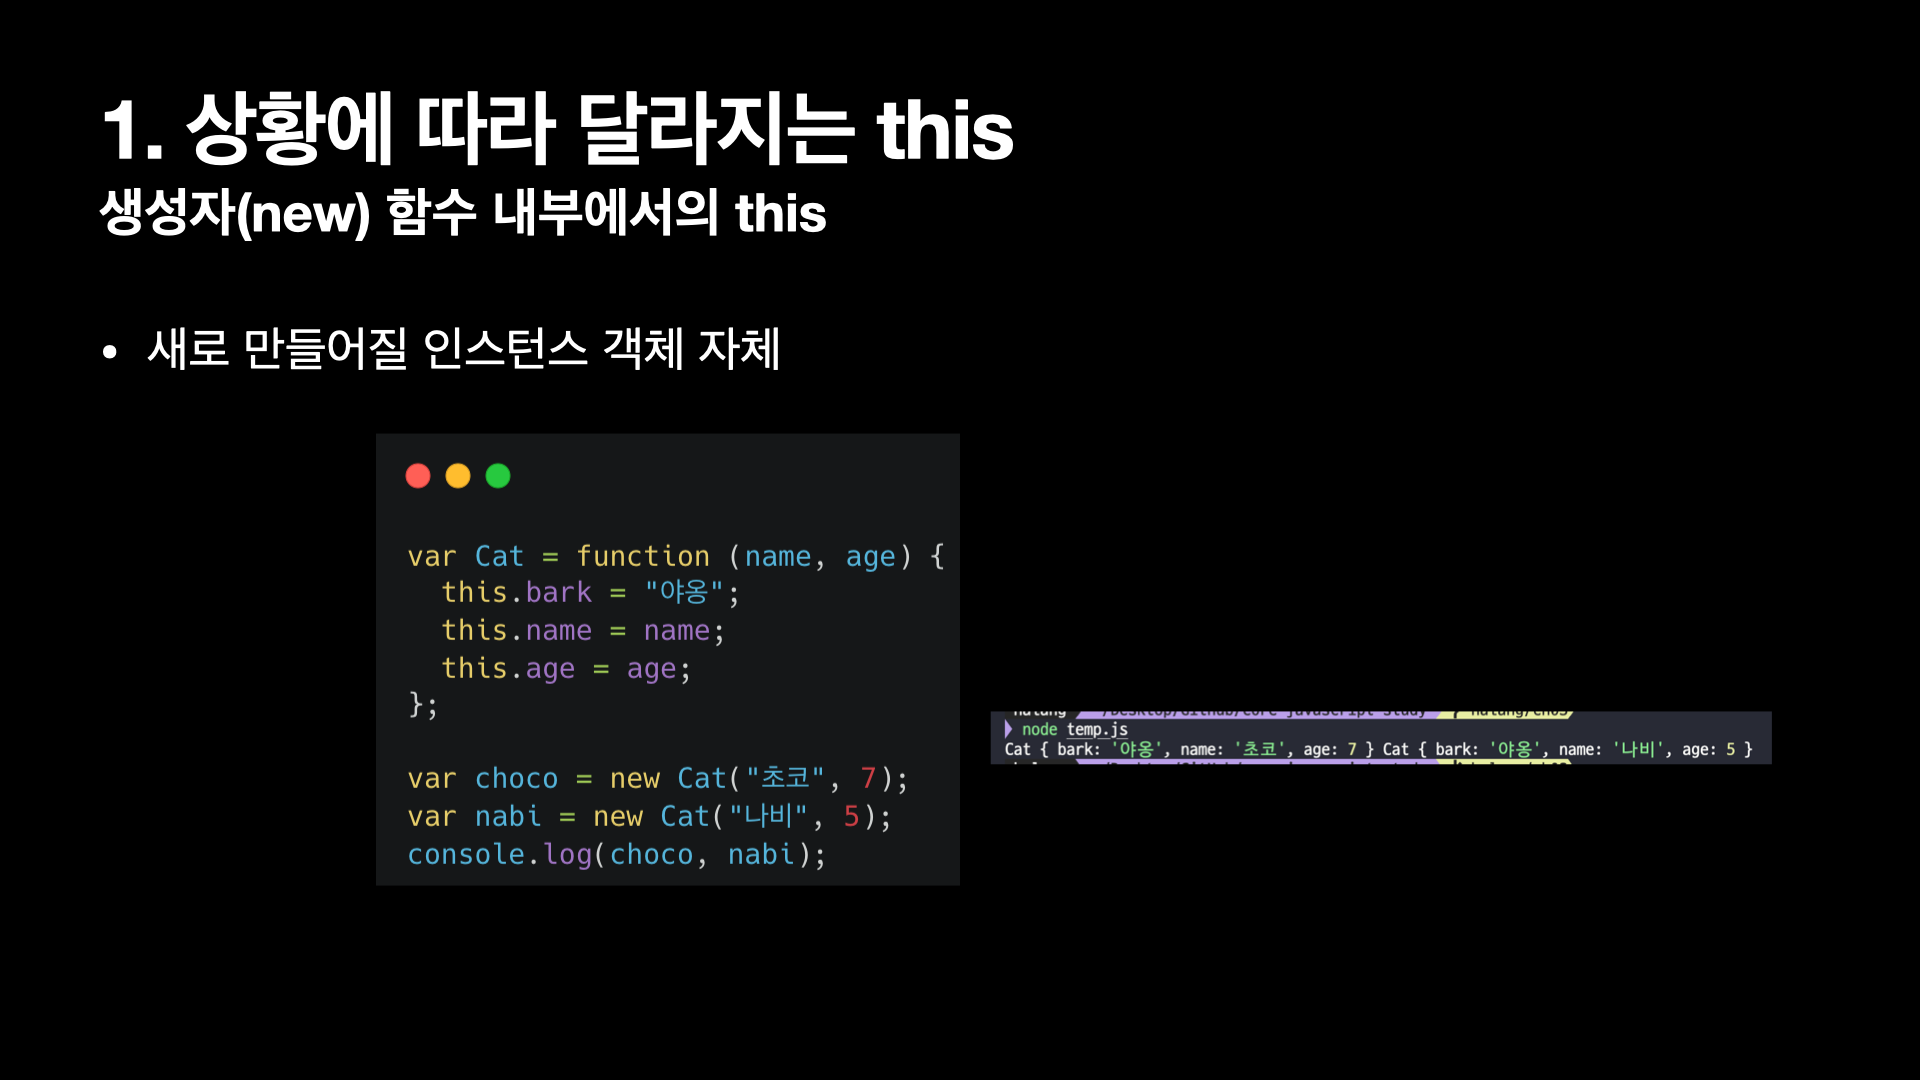 1. 상황에 따라 달라지는 this
생성자(new) 함수 내부에서의 this
• 새로 만들어질 인스턴스 객체 자체
var Cat = function (name, age) {
  this.bark = "야옹";
  this.name = name;
  this.age = age;
};
var choco = new Cat("초코", 7);
var nabi = new Cat("나비", 5);
console.log(choco, nabi);
node temp.js
Cat { bark: '야옹', name: '초코', age: 7 } Cat { bark: '야옹', name: '나비', age: 5 }